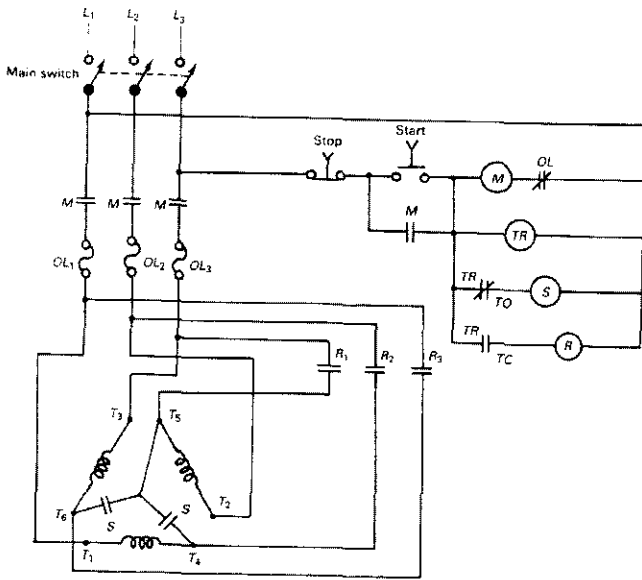 L1 L2 L3
Main switch
Stop
Start
M OL
M M M
M
TR
OL1 OL2 OL3
TR TO S
TR TC R
R1 R2 R3
T3 T5
S S
T6 T2
T1 T4